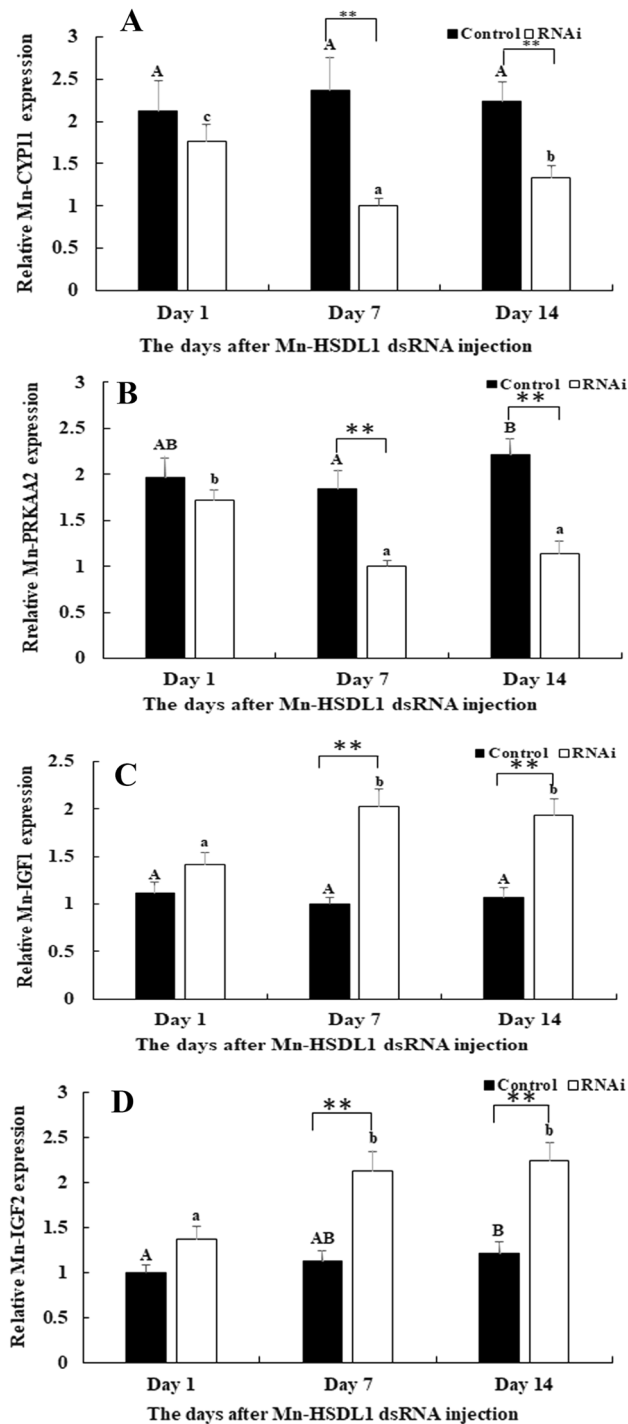 A
Control RNAi
**
**
3
2.5
2
1.5
1
0.5
0
Relative Mn-CYP11 expression
A
c
A
a
A
b
Day 1 Day 7 Day 14
The days after Mn-HSDL1 dsRNA injection
B
Control RNAi
**
**
3
2.5
2
1.5
1
0.5
0
Rrelative Mn-PRKAA2 expression
AB
b
A
a
B
a
Day 1 Day 7 Day 14
The days after Mn-HSDL1 dsRNA injection
C
Control RNAi
**
**
2.5
2
1.5
1
0.5
0
Relative Mn-IGF1 expression
A
a
A
b
A
b
Day 1 Day 7 Day 14
The days after Mn-HSDL1 dsRNA injection
D
Control RNAi
**
**
3
2.5
2
1.5
1
0.5
0
Relative Mn-IGF2 expression
A
a
AB
b
B
b
Day 1 Day 7 Day 14
The days after Mn-HSDL1 dsRNA injection